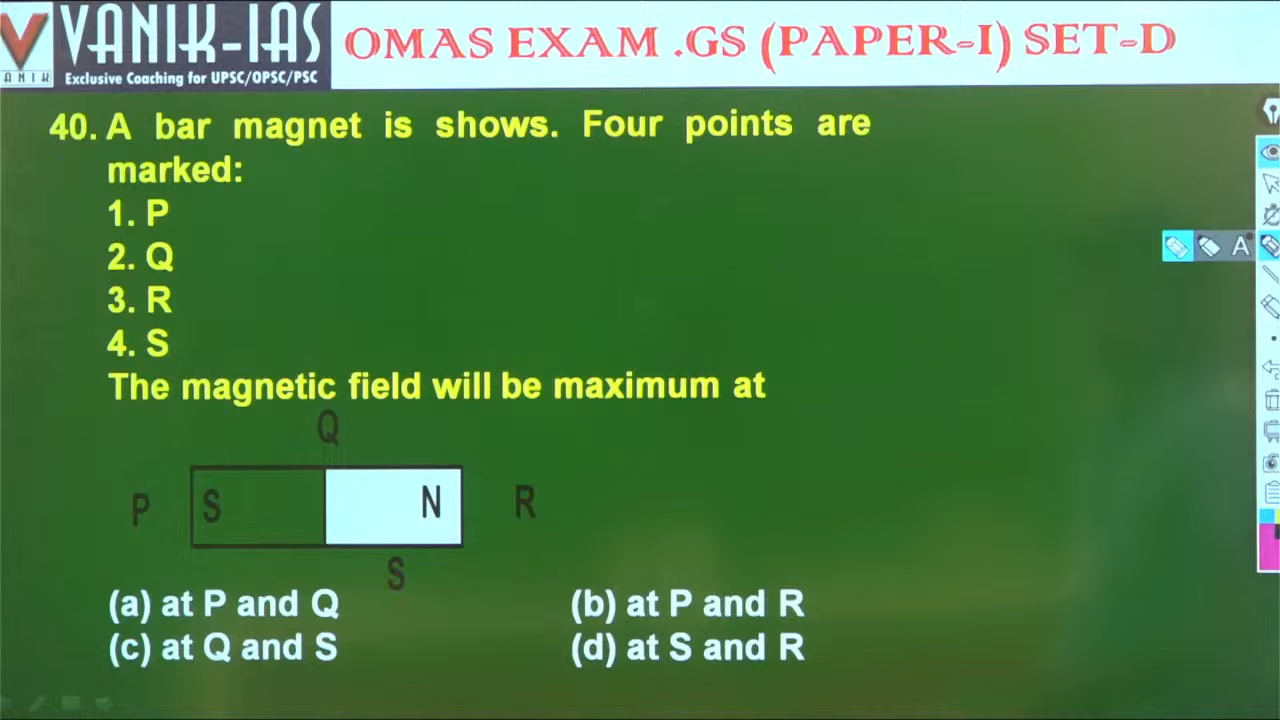 VANIK-IAS
Exclusive Coaching for UPSC/OPSC/PSC
VANIK
OMAS EXAM .GS (PAPER-I) SET-D
40. A bar magnet is shows. Four points are
marked:
1. P
2. Q
3. R
4. S
The magnetic field will be maximum at
Q
P S N R
S
(a) at P and Q (b) at P and R
(c) at Q and S (d) at S and R
A